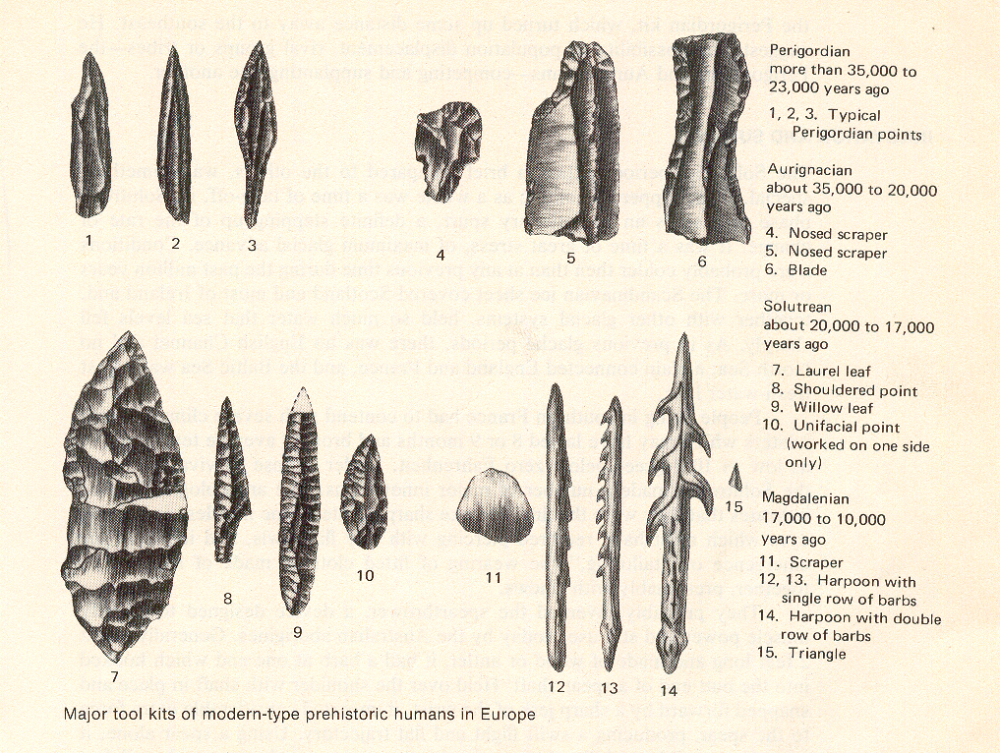 Perigordian
more than 35,000 to
23,000 years ago
1, 2, 3. Typical
Perigordian points
Aurignacian
about 35,000 to 20,000
years ago
4. Nosed scraper
5. Nosed scraper
6. Blade
Solutrean
about 20,000 to 17,000
years ago
7. Laurel leaf
8. Shouldered point
9. Willow leaf
10. Unifacial point
(worked on one side
only)
Magdalenian
17,000 to 10,000
years ago
11. Scraper
12, 13. Harpoon with
single row of barbs
14. Harpoon with double
row of barbs
15. Triangle
1
2
3
4
5
6
7
8
9
10
11
12
13
14
15
Major tool kits of modern-type prehistoric humans in Europe